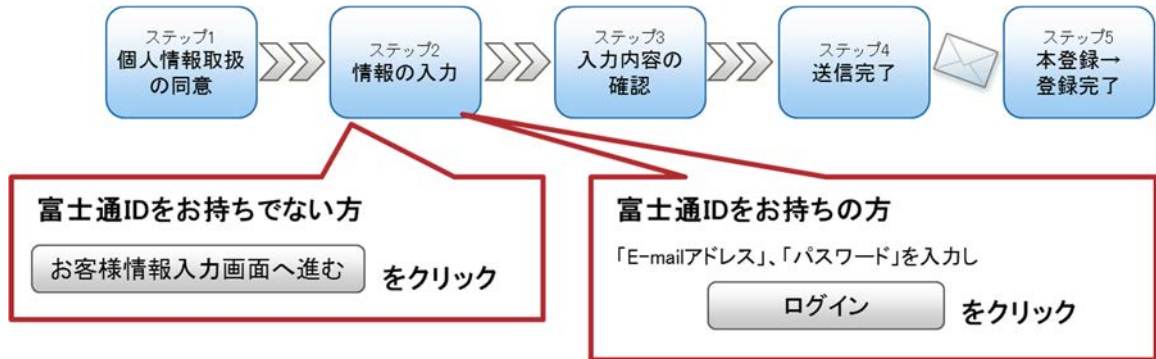 ステップ1
個人情報取扱
の同意
ステップ2
情報の入力
ステップ3
入力内容の
確認
ステップ4
送信完了
ステップ5
本登録→
登録完了
富士通IDをお持ちでない方
お客様情報入力画面へ進む をクリック
富士通IDをお持ちの方
「E-mailアドレス」、「パスワード」を入力し
ログイン をクリック